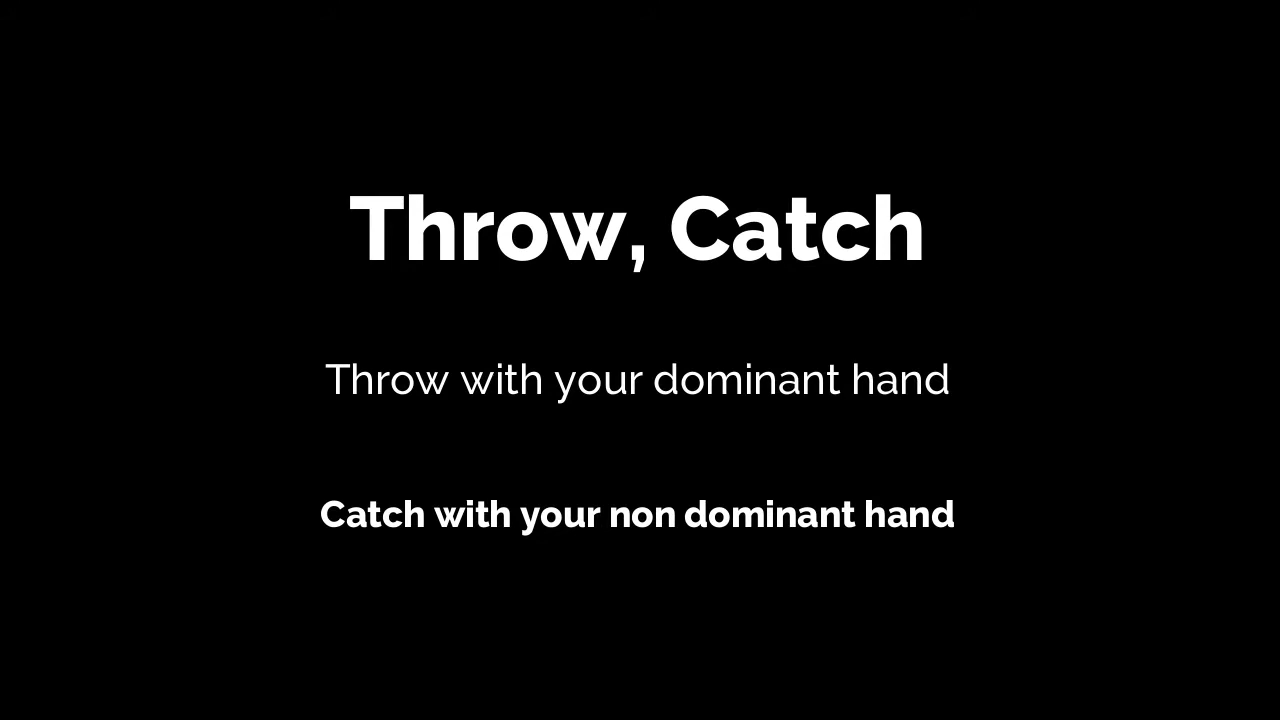 Throw, Catch
Throw with your dominant hand
Catch with your non dominant hand